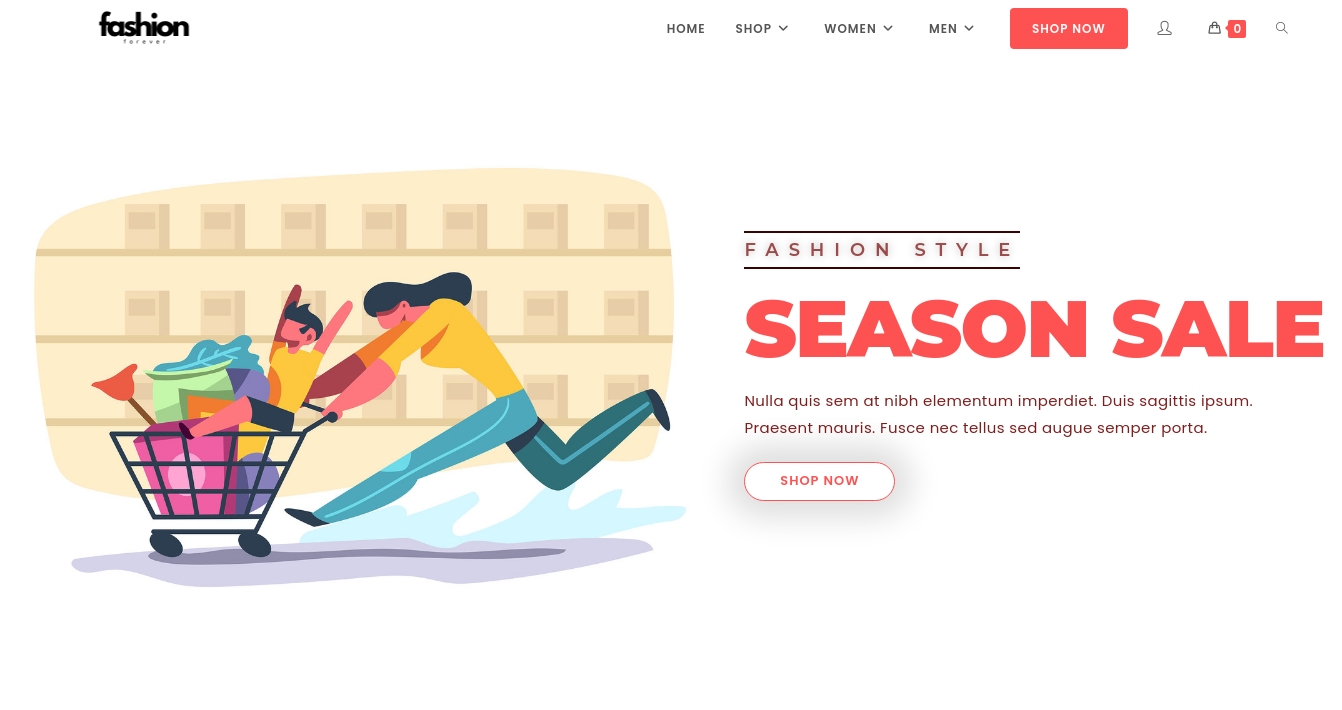 fashion
forever
HOME SHOP WOMEN MEN SHOP NOW 0
FASHION STYLE
SEASON SALE
Nulla quis sem at nibh elementum imperdiet. Duis sagittis ipsum.
Praesent mauris. Fusce nec tellus sed augue semper porta.
SHOP NOW